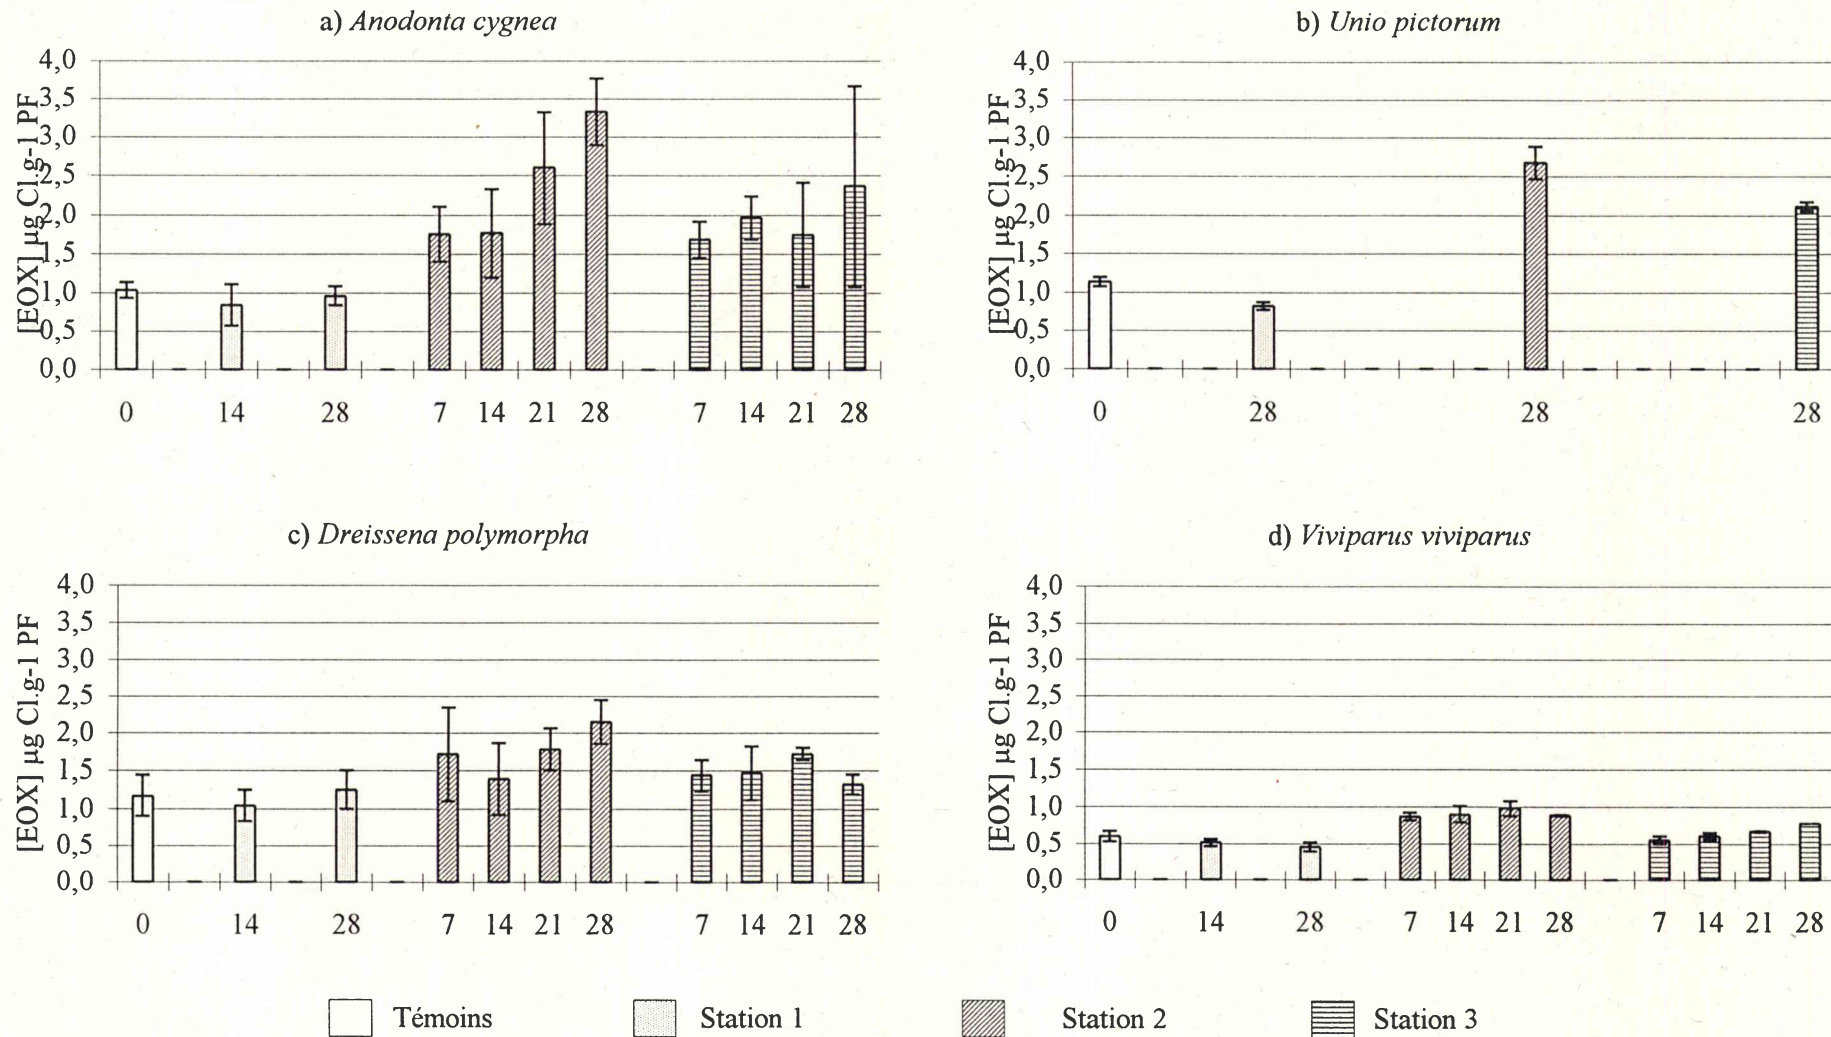 a) Anodonta cygnea
[EOX] µg Cl.g-1 PF
4,0
3,5
3,0
2,5
2,0
1,5
1,0
0,5
0,0
0 14 28 7 14 21 28 7 14 21 28
b) Unio pictorum
[EOX] µg Cl.g-1 PF
4,0
3,5
3,0
2,5
2,0
1,5
1,0
0,5
0,0
0 28 28 28
c) Dreissena polymorpha
[EOX] µg Cl.g-1 PF
4,0
3,5
3,0
2,5
2,0
1,5
1,0
0,5
0,0
0 14 28 7 14 21 28 7 14 21 28
d) Viviparus viviparus
[EOX] µg Cl.g-1 PF
4,0
3,5
3,0
2,5
2,0
1,5
1,0
0,5
0,0
0 14 28 7 14 21 28 7 14 21 28
Témoins Station 1 Station 2 Station 3